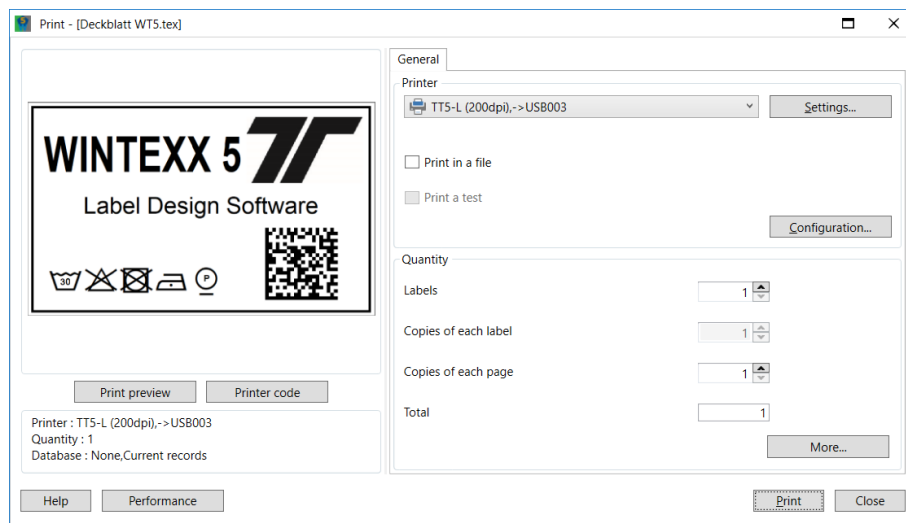 Print - [Deckblatt WT5.tex]
WINTEXX 5
Label Design Software
30
P
Print preview
Printer code
Printer : TT5-L (200dpi),->USB003
Quantity : 1
Database : None,Current records
Help
Performance
General
Printer
TT5-L (200dpi),->USB003
Settings...
Print in a file
Print a test
Configuration...
Quantity
Labels
1
Copies of each label
1
Copies of each page
1
Total
1
More...
Print
Close